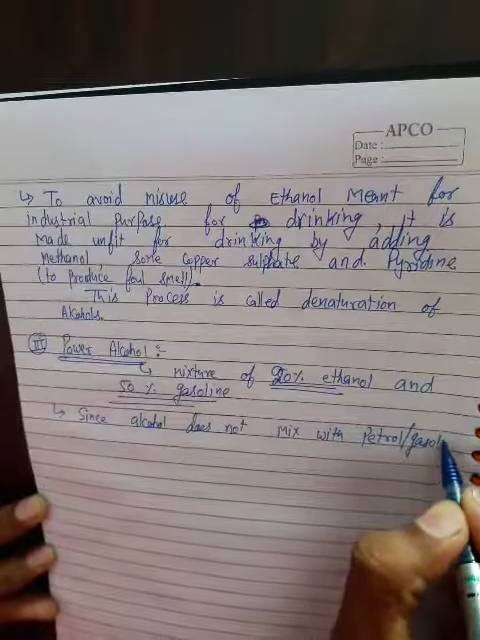 APCO
Date :
Page :
↳ To avoid misuse of Ethanol Meant for
industrial purpose for drinking, it is
made unfit for drinking by adding
Methanol, some Copper sulphate and Pyridine
(to produce foul smell).
This Process is called denaturation of
Alcohols.
III Power Alcohol :-
↳ mixture of 20% ethanol and
80 % gasoline
↳ Since alcohol does not mix with Petrol/gasol